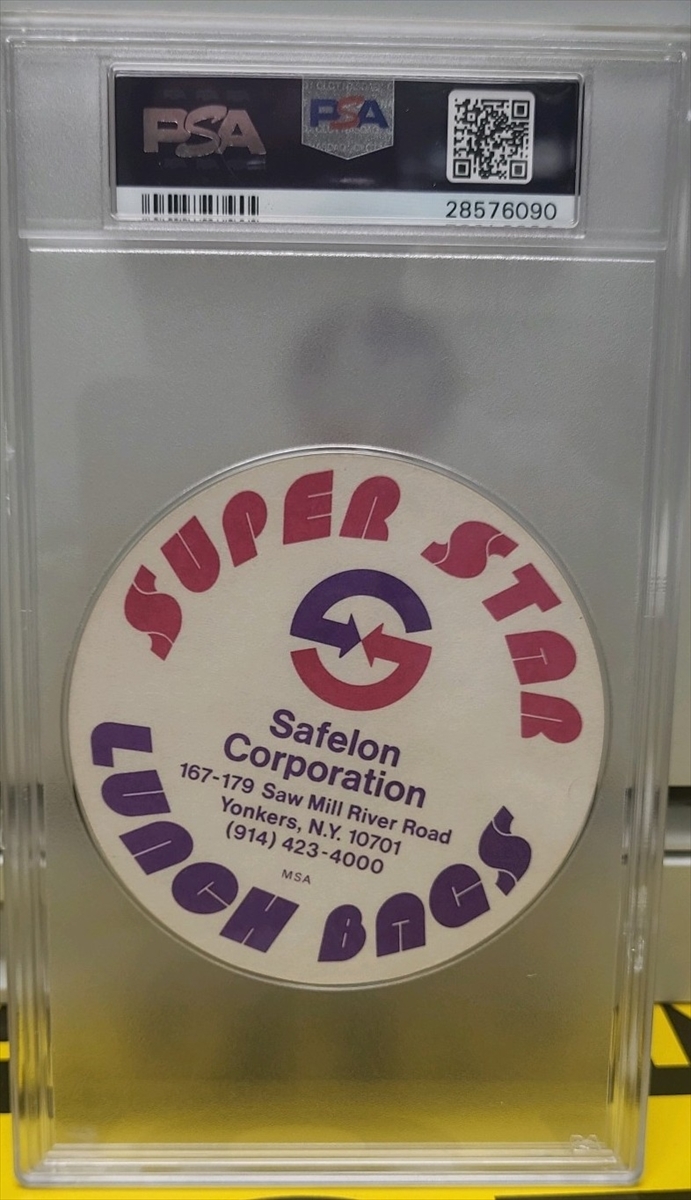 PSA
PSA
28576090
SUPER STAR
Safelon
Corporation
167-179 Saw Mill River Road
Yonkers, N.Y. 10701
(914) 423-4000
MSA
LUNCH BAGS